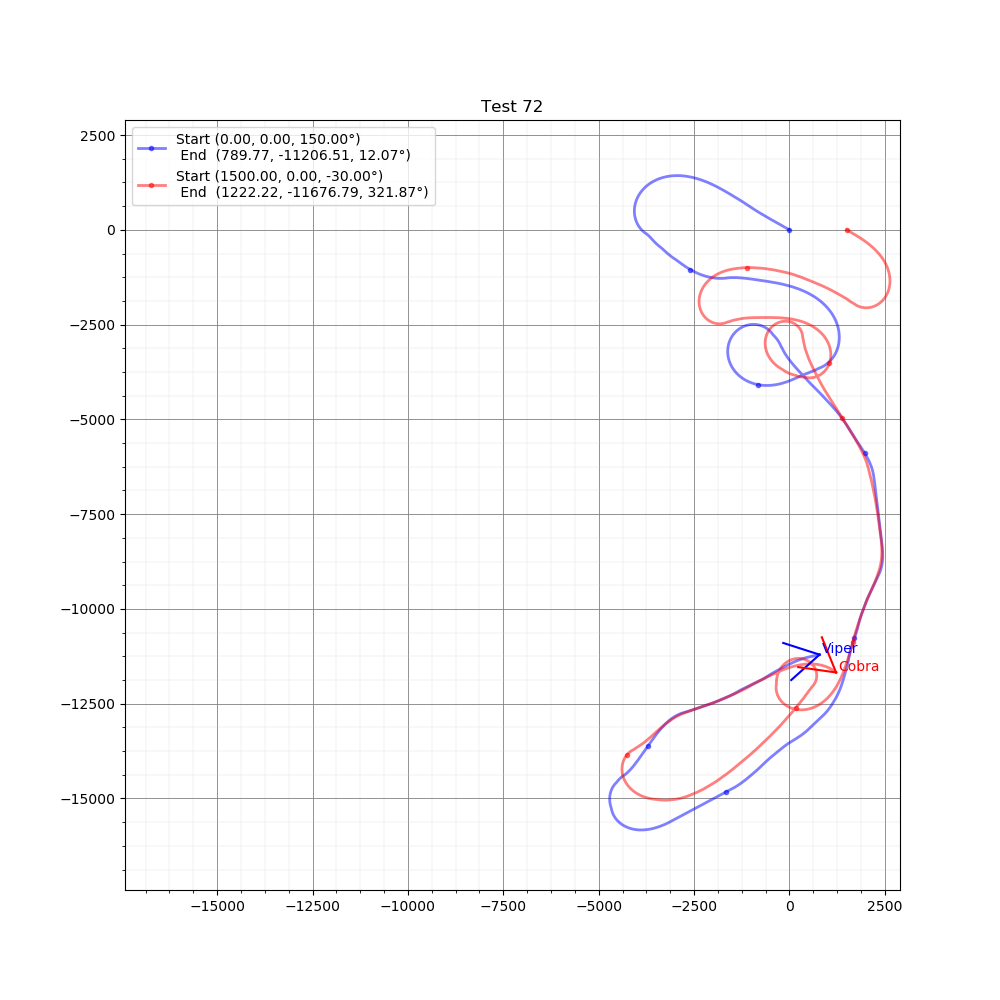 Test 72
Start (0.00, 0.00, 150.00°)
End (789.77, -11206.51, 12.07°)
Start (1500.00, 0.00, -30.00°)
End (1222.22, -11676.79, 321.87°)
2500
0
−2500
−5000
−7500
−10000
−12500
−15000
Viper
Cobra
−15000
−12500
−10000
−7500
−5000
−2500
0
2500